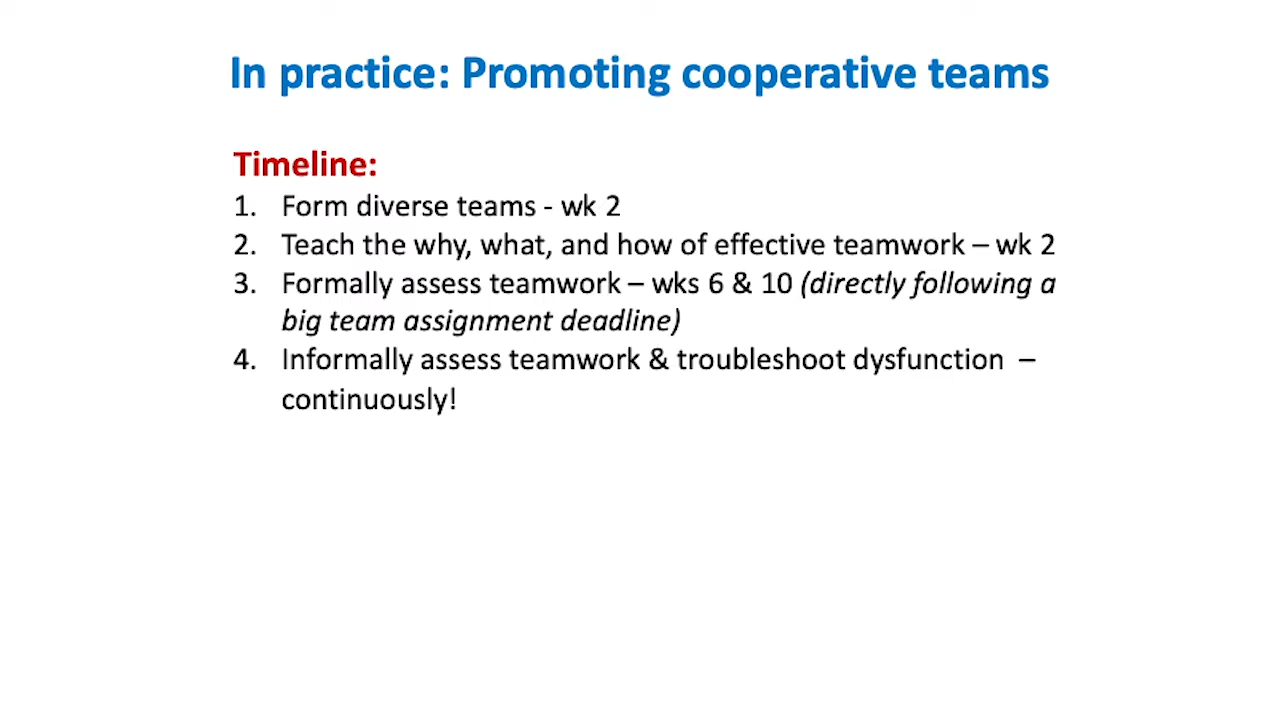 In practice: Promoting cooperative teams
Timeline:
1. Form diverse teams - wk 2
2. Teach the why, what, and how of effective teamwork – wk 2
3. Formally assess teamwork – wks 6 & 10 (directly following a
big team assignment deadline)
4. Informally assess teamwork & troubleshoot dysfunction –
continuously!